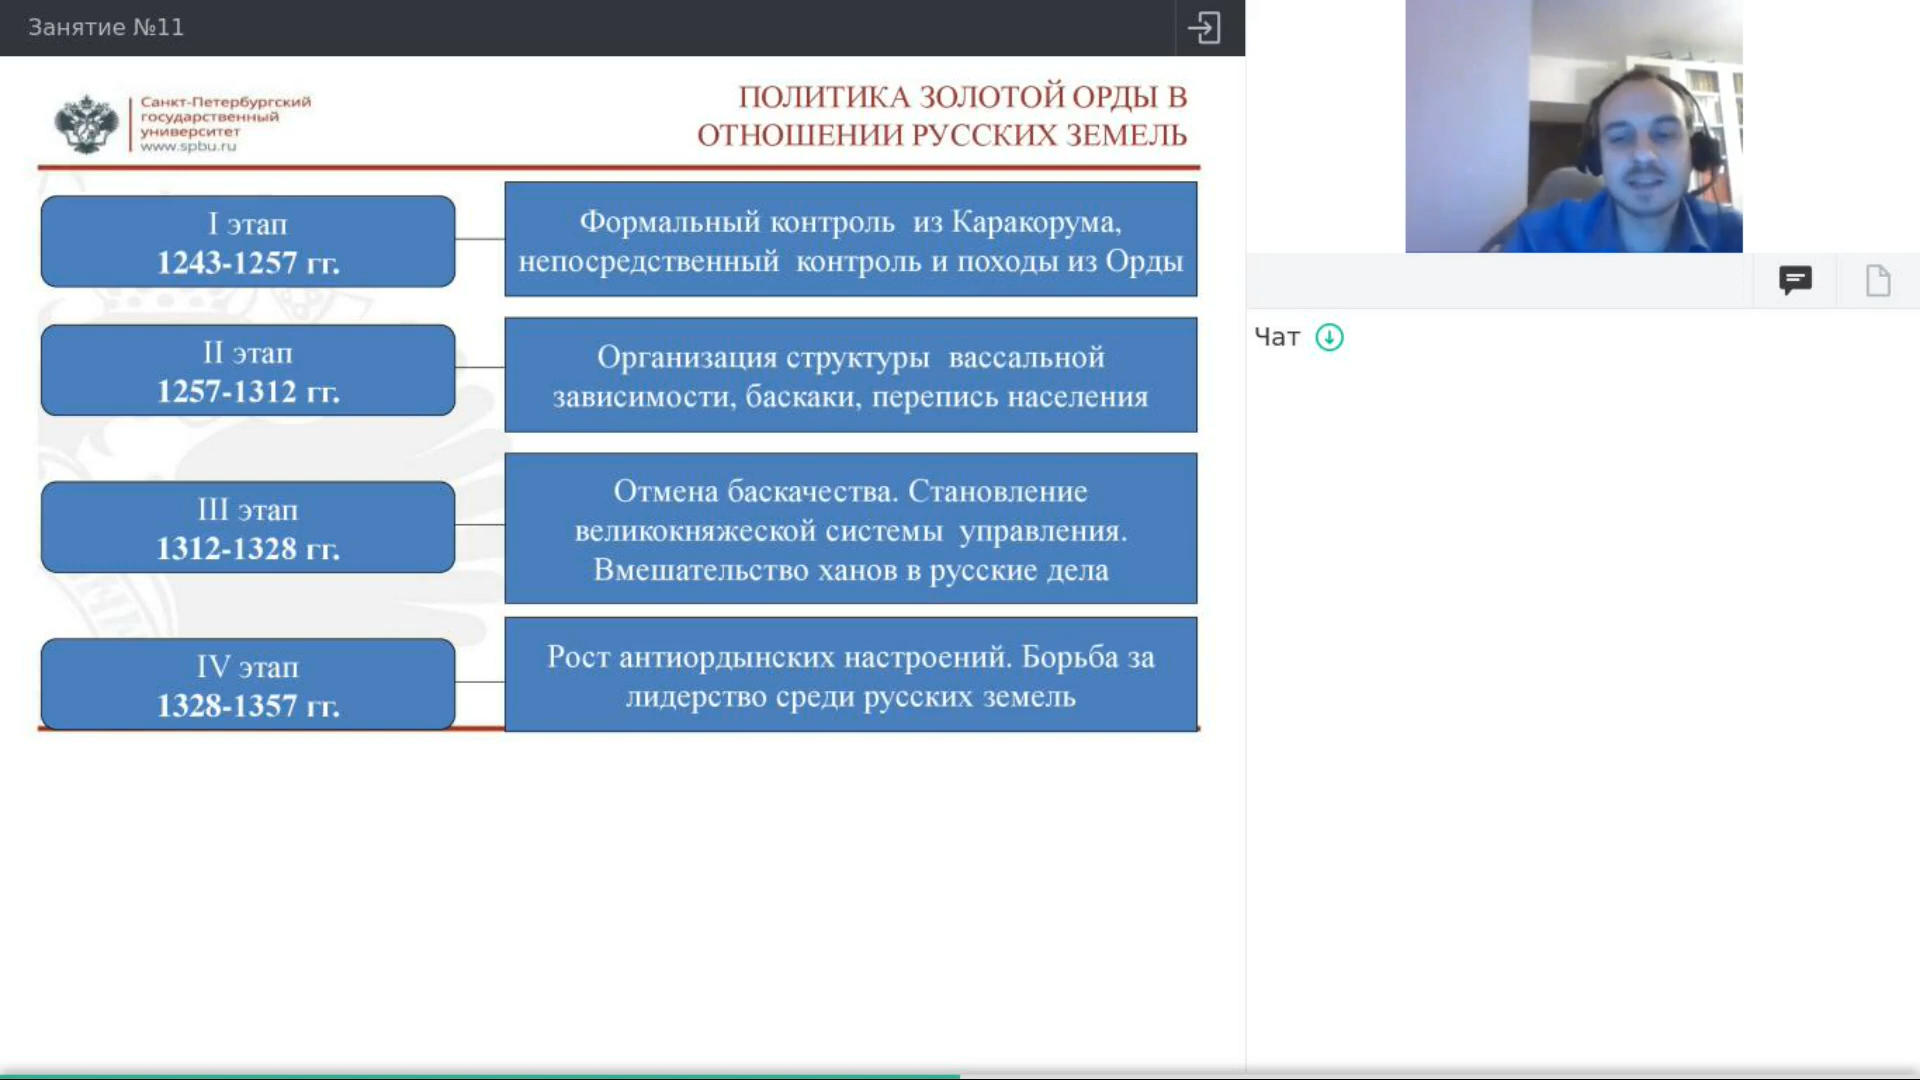 Занятие №11
Санкт-Петербургский
государственный
университет
www.spbu.ru
ПОЛИТИКА ЗОЛОТОЙ ОРДЫ В
ОТНОШЕНИИ РУССКИХ ЗЕМЕЛЬ
I этап
1243-1257 гг.
Формальный контроль из Каракорума,
непосредственный контроль и походы из Орды
II этап
1257-1312 гг.
Организация структуры вассальной
зависимости, баскаки, перепись населения
III этап
1312-1328 гг.
Отмена баскачества. Становление
великокняжеской системы управления.
Вмешательство ханов в русские дела
IV этап
1328-1357 гг.
Рост антиордынских настроений. Борьба за
лидерство среди русских земель
Чат